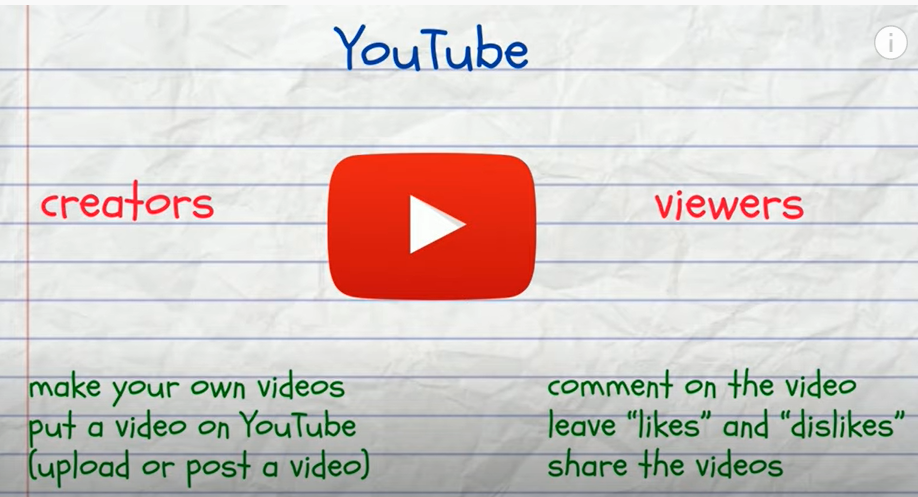 YouTube
creators
viewers
make your own videos
put a video on YouTube
(upload or post a video)
comment on the video
leave “likes” and “dislikes”
share the videos